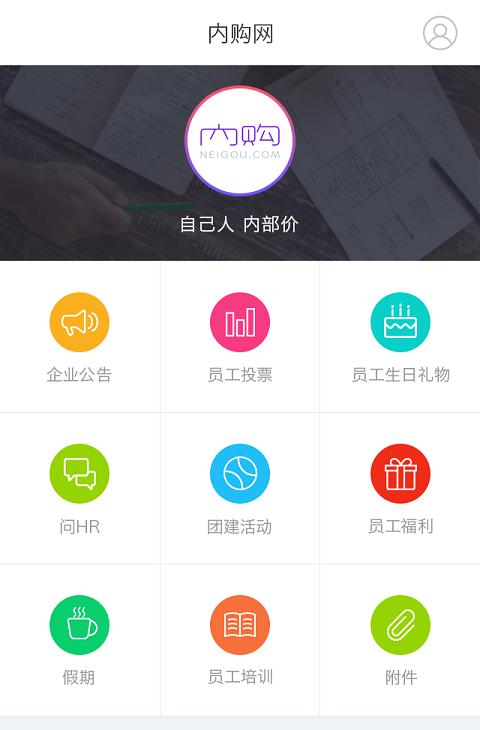 内购网
内购
NEIGOU.COM
自己人 内部价
企业公告
员工投票
员工生日礼物
问HR
团建活动
员工福利
假期
员工培训
附件